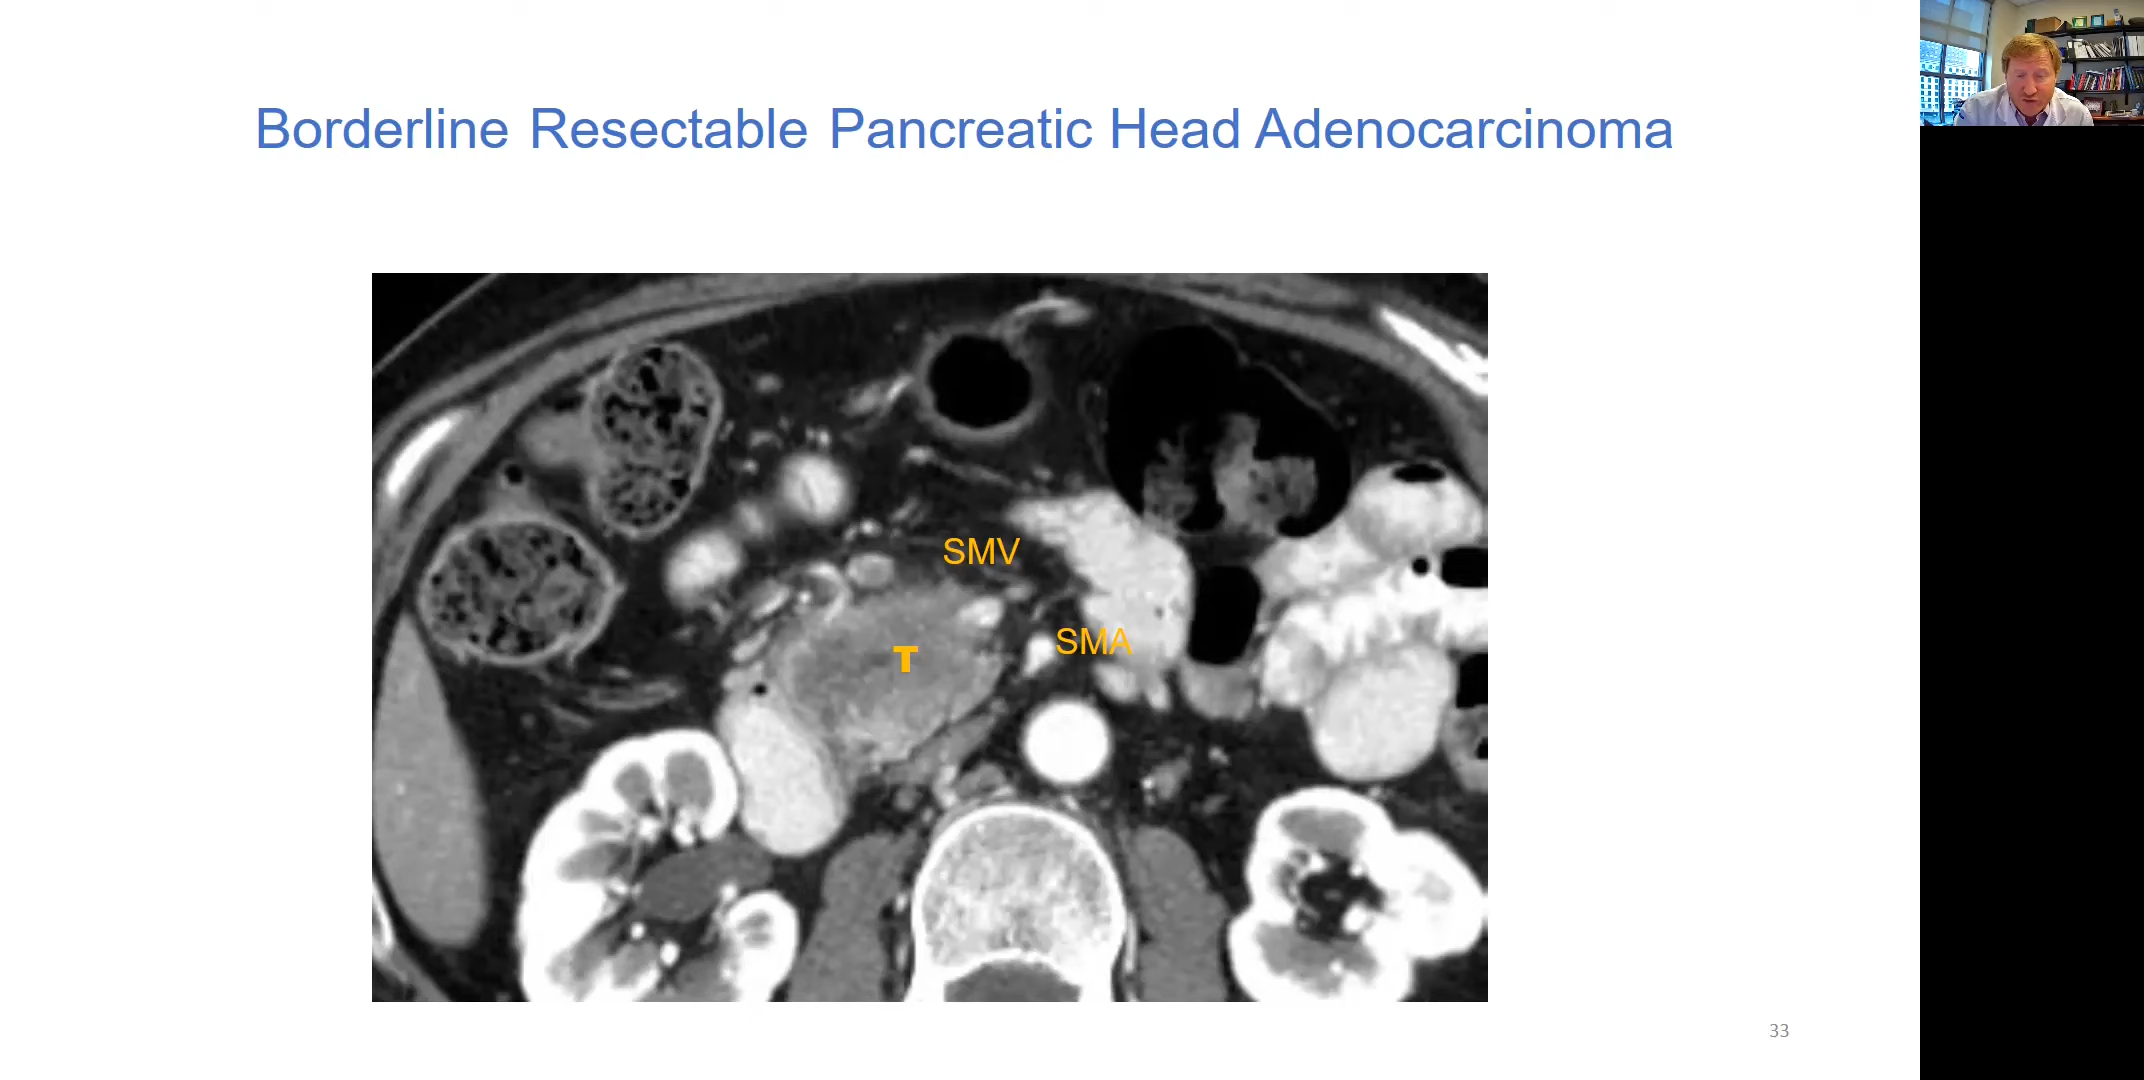 Borderline Resectable Pancreatic Head Adenocarcinoma
SMV
SMA
T
33